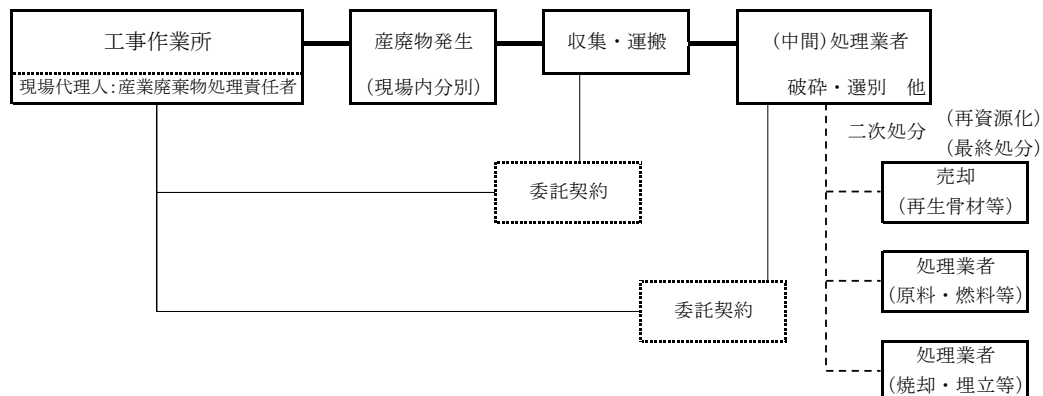 工事作業所
現場代理人:産業廃棄物処理責任者
産廃物発生
(現場内分別)
収集・運搬
(中間)処理業者
破砕・選別　他
二次処分
(再資源化)
(最終処分)
委託契約
売却
(再生骨材等)
処理業者
(原料・燃料等)
委託契約
処理業者
(焼却・埋立等)